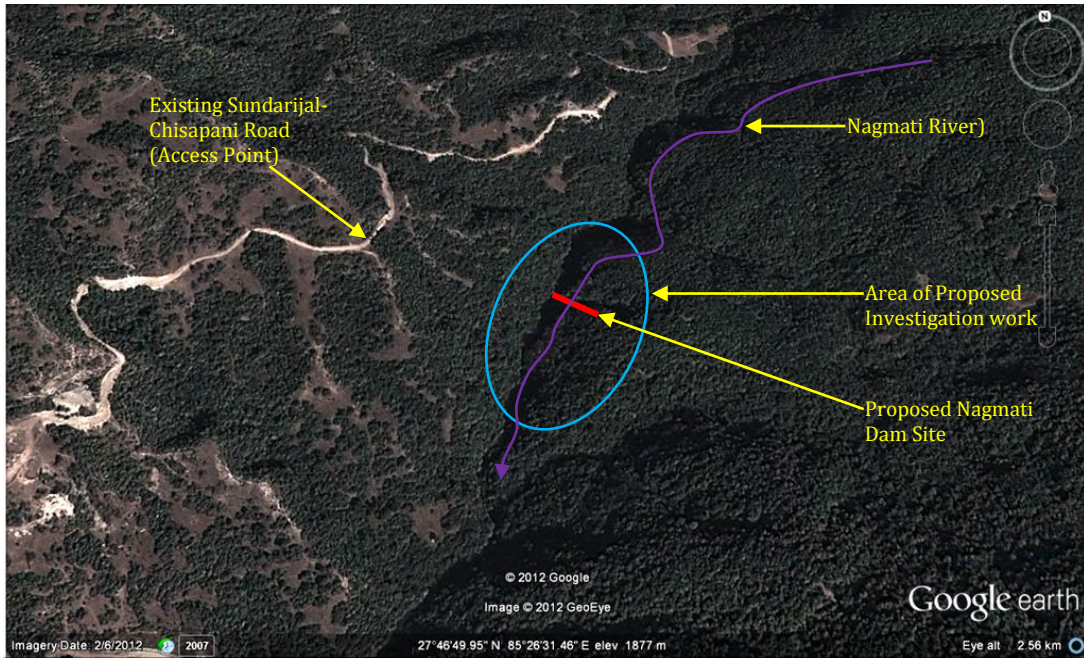 N
Existing Sundarijal-
Chisapani Road
(Access Point)
Nagmati River)
Area of Proposed
Investigation work
Proposed Nagmati
Dam Site
© 2012 Google
Image © 2012 GeoEye
Google earth
Imagery Date: 2/6/2012
2007
27°46'49.95" N 85°26'31.46" E elev 1877 m
Eye alt 2.56 km